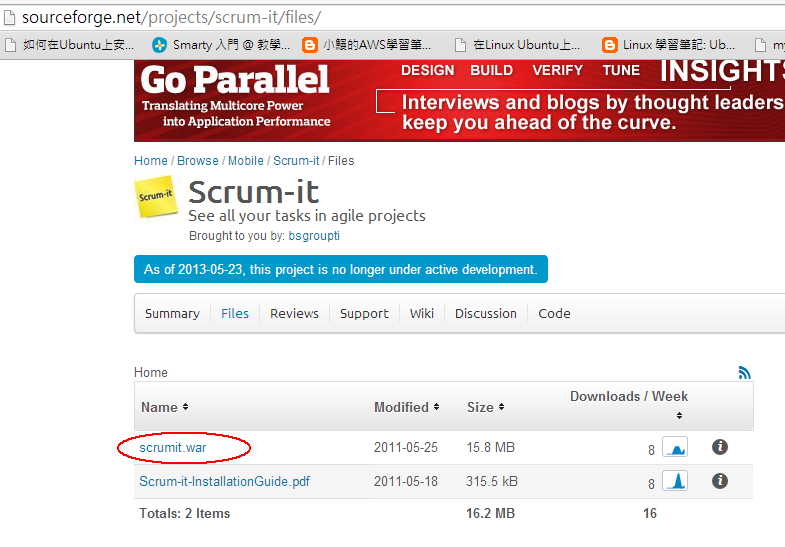 sourceforge.net/projects/scrum-it/files/
如何在Ubuntu上安... Smarty 入門 @ 教學... 小饅的AWS學習筆... 在Linux Ubuntu上... Linux 學習筆記: Ub... my
Go Parallel
Translating Multicore Power
into Application Performance
DESIGN BUILD VERIFY TUNE INSIGHTS
Interviews and blogs by thought leaders
keep you ahead of the curve.
Home / Browse / Mobile / Scrum-it / Files
Scrum-it
Scrum-it
See all your tasks in agile projects
Brought to you by: bsgroupti
As of 2013-05-23, this project is no longer under active development.
Summary Files Reviews Support Wiki Discussion Code
Home
Name Modified Size Downloads / Week
scrumit.war 2011-05-25 15.8 MB 8
Scrum-it-InstallationGuide.pdf 2011-05-18 315.5 kB 8
Totals: 2 Items 16.2 MB 16